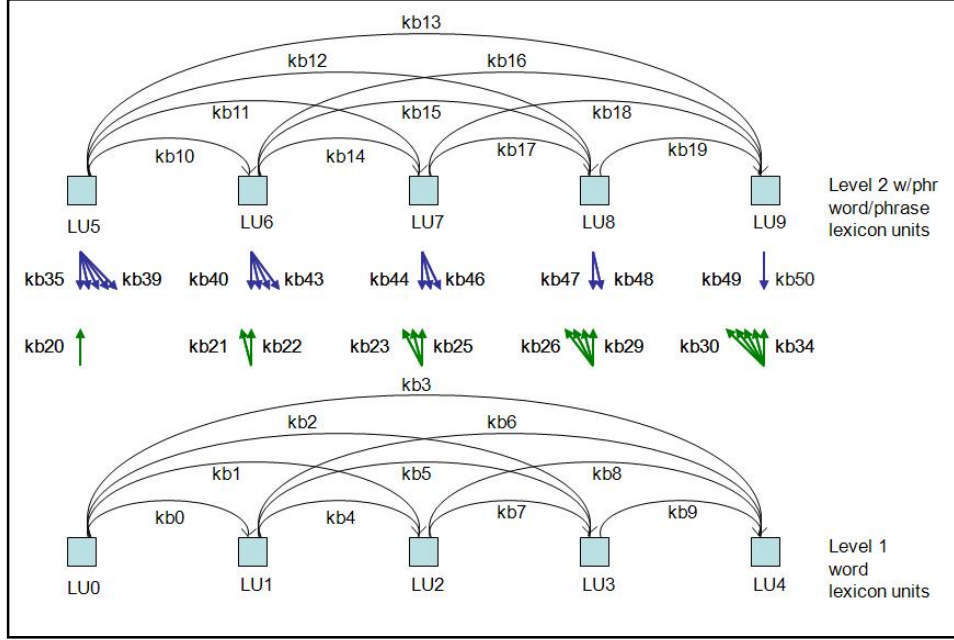 kb13
kb12 kb16
kb11 kb15 kb18
kb10 kb14 kb17 kb19
LU5 LU6 LU7 LU8 LU9
Level 2 w/phr
word/phrase
lexicon units
kb35 kb39 kb40 kb43 kb44 kb46 kb47 kb48 kb49 kb50
kb20 kb21 kb22 kb23 kb25 kb26 kb29 kb30 kb34
kb3
kb2 kb6
kb1 kb5 kb8
kb0 kb4 kb7 kb9
LU0 LU1 LU2 LU3 LU4
Level 1
word
lexicon units